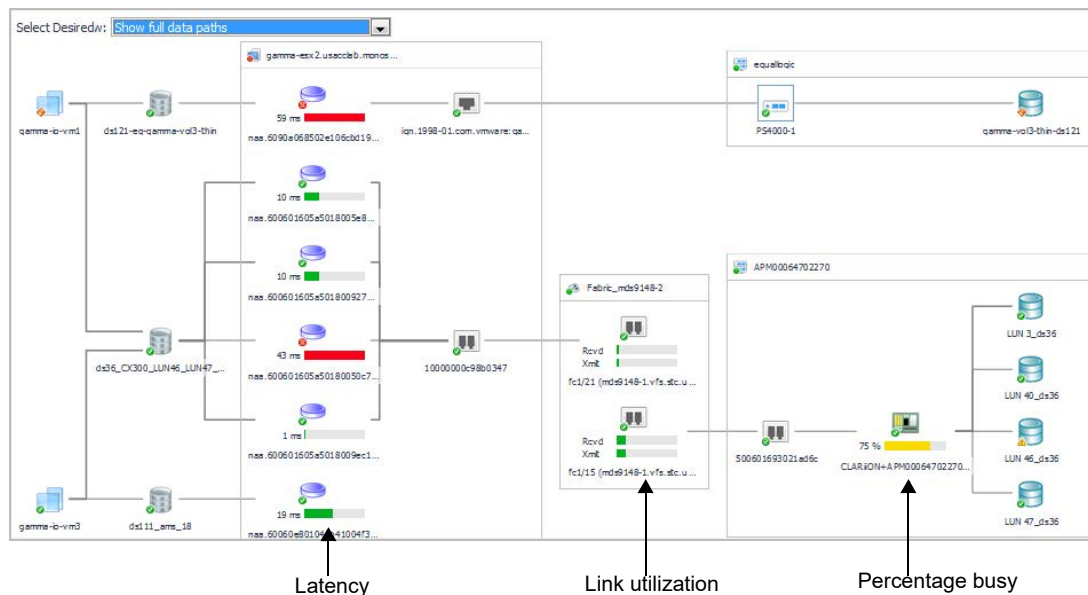 Select Desiredw: Show full data paths
gamma-esx2.usacclab.monos...
equallogic
59 ms
gamma-io-vm1
ds121-eq-gamma-vol3-thin
naa.6090a068502e106cbd19...
iqn.1998-01.com.vmware:ga...
PS4000-1
gamma-vol3-thin-ds121
10 ms
naa.600601605a5018005e8...
10 ms
naa.600601605a501800927...
APM00064702270
Fabric_mds9148-2
LUN 3_ds36
43 ms
ds36_CX300_LUN46_LUN47_...
naa.600601605a50180050c7...
10000000c98b0347
Rcvd
Xmit
fc1/21 (mds9148-1.vfs.stc.u...
LUN 40_ds36
1 ms
naa.600601605a5018009ec1...
Rcvd
Xmit
fc1/15 (mds9148-1.vfs.stc.u...
500601693021ad6c
75 %
CLARiiON+APM00064702270...
LUN 46_ds36
19 ms
gamma-io-vm3
ds111_ams_18
LUN 47_ds36
Latency
Link utilization
Percentage busy